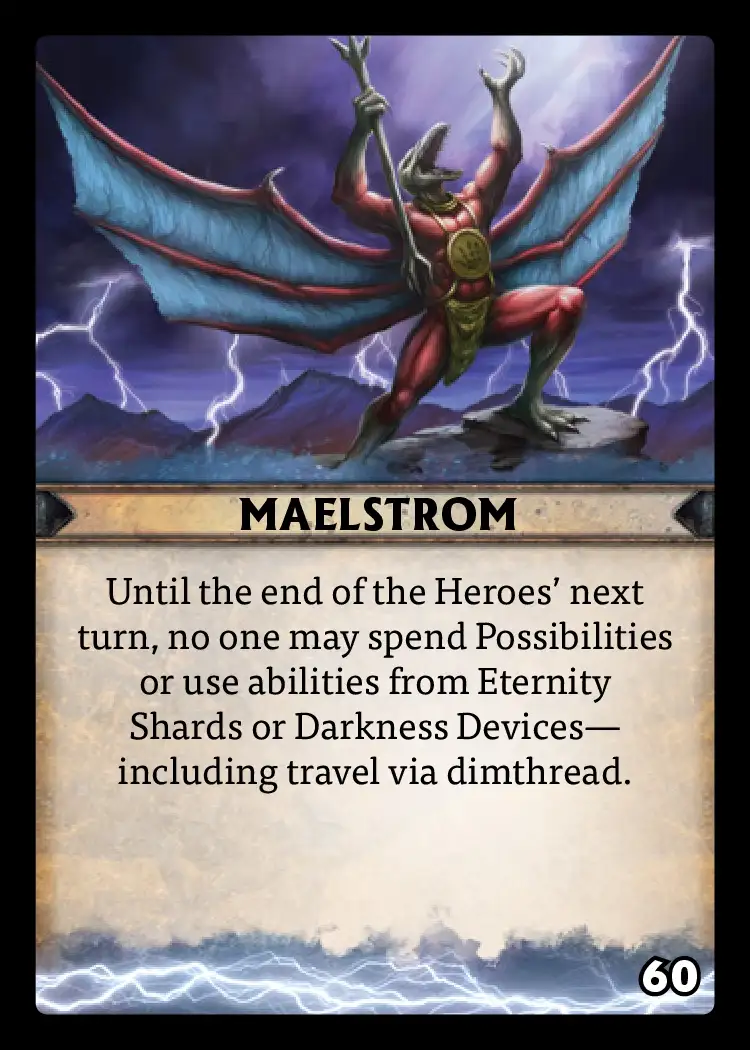 MAELSTROM
Until the end of the Heroes’ next
turn, no one may spend Possibilities
or use abilities from Eternity
Shards or Darkness Devices—
including travel via dimthread.
60